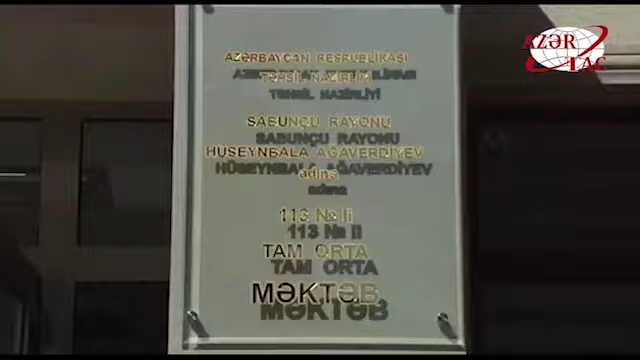 AZƏRBAYCAN RESPUBLİKASI
TƏHSİL NAZİRLİYİ
SABUNÇU RAYONU
HÜSEYNBALA AĞAVERDİYEV
adına
113 № li
TAM ORTA
MƏKTƏB
AZƏR
TAC